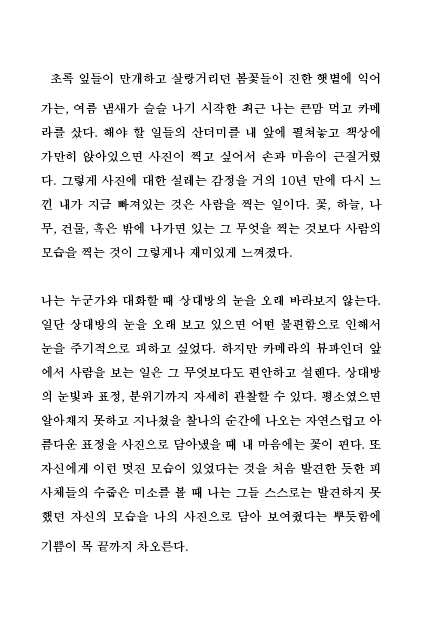 초록 잎들이 만개하고 살랑거리던 봄꽃들이 진한 햇볕에 익어
가는, 여름 냄새가 슬슬 나기 시작한 최근 나는 큰맘 먹고 카메
라를 샀다. 해야 할 일들의 산더미를 내 앞에 펼쳐놓고 책상에
가만히 앉아있으면 사진이 찍고 싶어서 손과 마음이 근질거렸
다. 그렇게 사진에 대한 설레는 감정을 거의 10년 만에 다시 느
낀 내가 지금 빠져있는 것은 사람을 찍는 일이다. 꽃, 하늘, 나
무, 건물, 혹은 밖에 나가면 있는 그 무엇을 찍는 것보다 사람의
모습을 찍는 것이 그렇게나 재미있게 느껴졌다.
나는 누군가와 대화할 때 상대방의 눈을 오래 바라보지 않는다.
일단 상대방의 눈을 오래 보고 있으면 어떤 불편함으로 인해서
눈을 주기적으로 피하고 싶었다. 하지만 카메라의 뷰파인더 앞
에서 사람을 보는 일은 그 무엇보다도 편안하고 설렌다. 상대방
의 눈빛과 표정, 분위기까지 자세히 관찰할 수 있다. 평소였으면
알아채지 못하고 지나쳤을 찰나의 순간에 나오는 자연스럽고 아
름다운 표정을 사진으로 담아냈을 때 내 마음에는 꽃이 핀다. 또
자신에게 이런 멋진 모습이 있었다는 것을 처음 발견한 듯한 피
사체들의 수줍은 미소를 볼 때 나는 그들 스스로는 발견하지 못
했던 자신의 모습을 나의 사진으로 담아 보여줬다는 뿌듯함에
기쁨이 목 끝까지 차오른다.